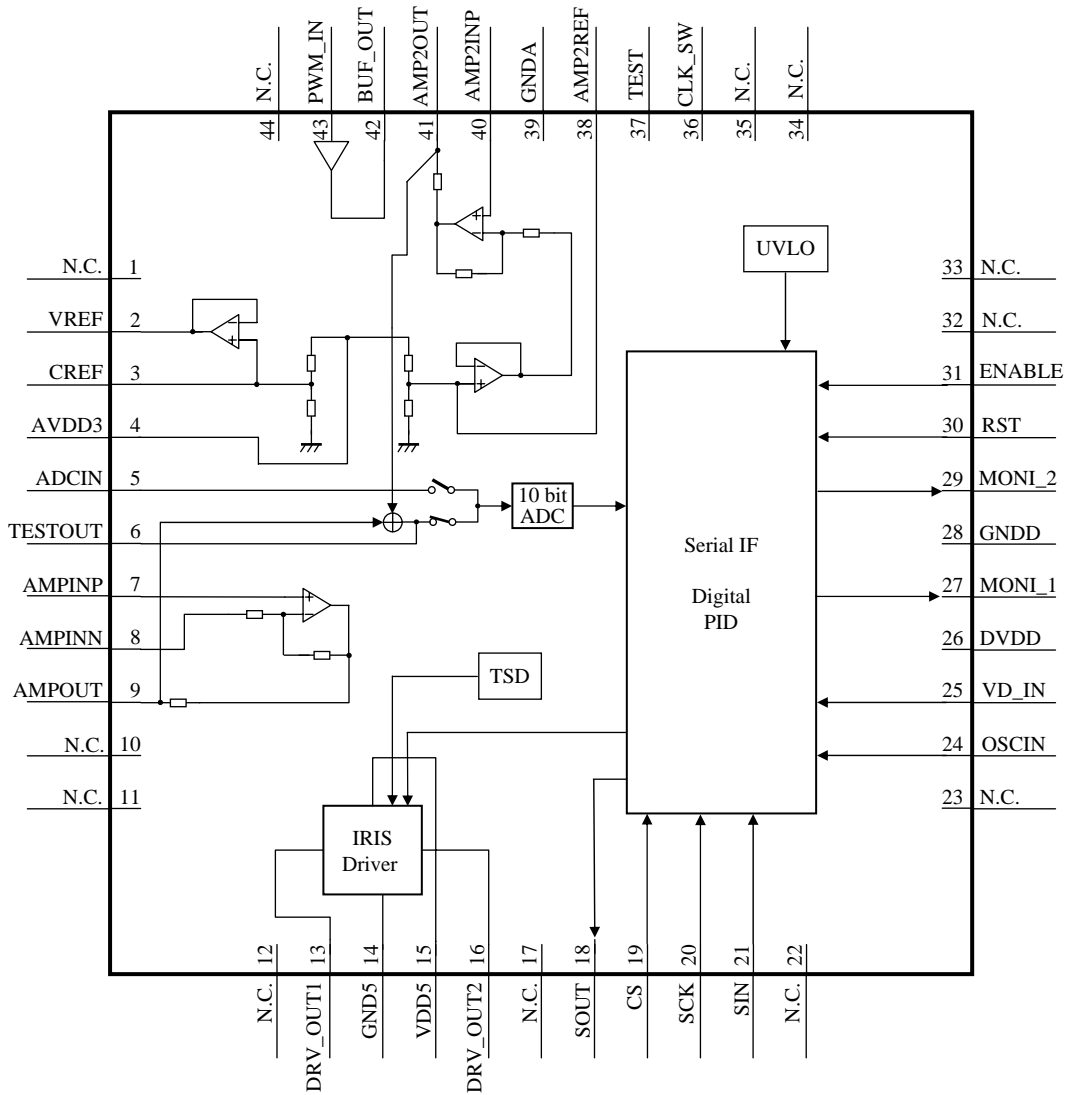 N.C. 44
PWM_IN 43
BUF_OUT 42
AMP2OUT 41
AMP2INP 40
GNDA 39
AMP2REF 38
TEST 37
CLK_SW 36
N.C. 35
N.C. 34
N.C. 1
VREF 2
CREF 3
AVDD3 4
ADCIN 5
TESTOUT 6
AMPINP 7
AMPINN 8
AMPOUT 9
N.C. 10
N.C. 11
+
−
−
+
−
+
+
−
UVLO
10 bit
ADC
Serial IF
Digital
PID
TSD
IRIS
Driver
33 N.C.
32 N.C.
31 ENABLE
30 RST
29 MONI_2
28 GNDD
27 MONI_1
26 DVDD
25 VD_IN
24 OSCIN
23 N.C.
12 N.C.
13 DRV_OUT1
14 GND5
15 VDD5
16 DRV_OUT2
17 N.C.
18 SOUT
19 CS
20 SCK
21 SIN
22 N.C.